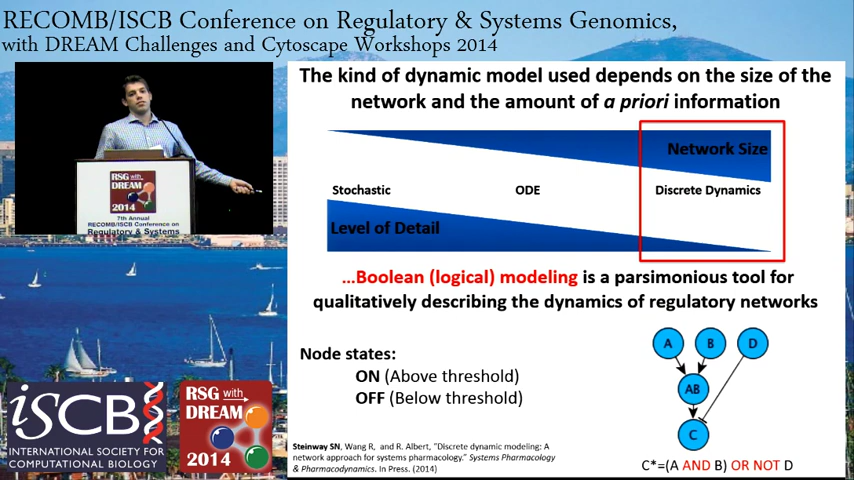 RECOMB/ISCB Conference on Regulatory & Systems Genomics,
with DREAM Challenges and Cytoscape Workshops 2014
RSG with
DREAM
2014
7th Annual
RECOMB/ISCB Conference on
Regulatory & Systems
The kind of dynamic model used depends on the size of the
network and the amount of a priori information
Network Size
Stochastic ODE Discrete Dynamics
Level of Detail
...Boolean (logical) modeling is a parsimonious tool for
qualitatively describing the dynamics of regulatory networks
Node states:
ON (Above threshold)
OFF (Below threshold)
A B D
AB
C
C*=(A AND B) OR NOT D
Steinway SN, Wang R, and R. Albert, "Discrete dynamic modeling: A
network approach for systems pharmacology." Systems Pharmacology
& Pharmacodynamics. In Press. (2014)
iSCB
INTERNATIONAL SOCIETY FOR
COMPUTATIONAL BIOLOGY
RSG with
DREAM
2014